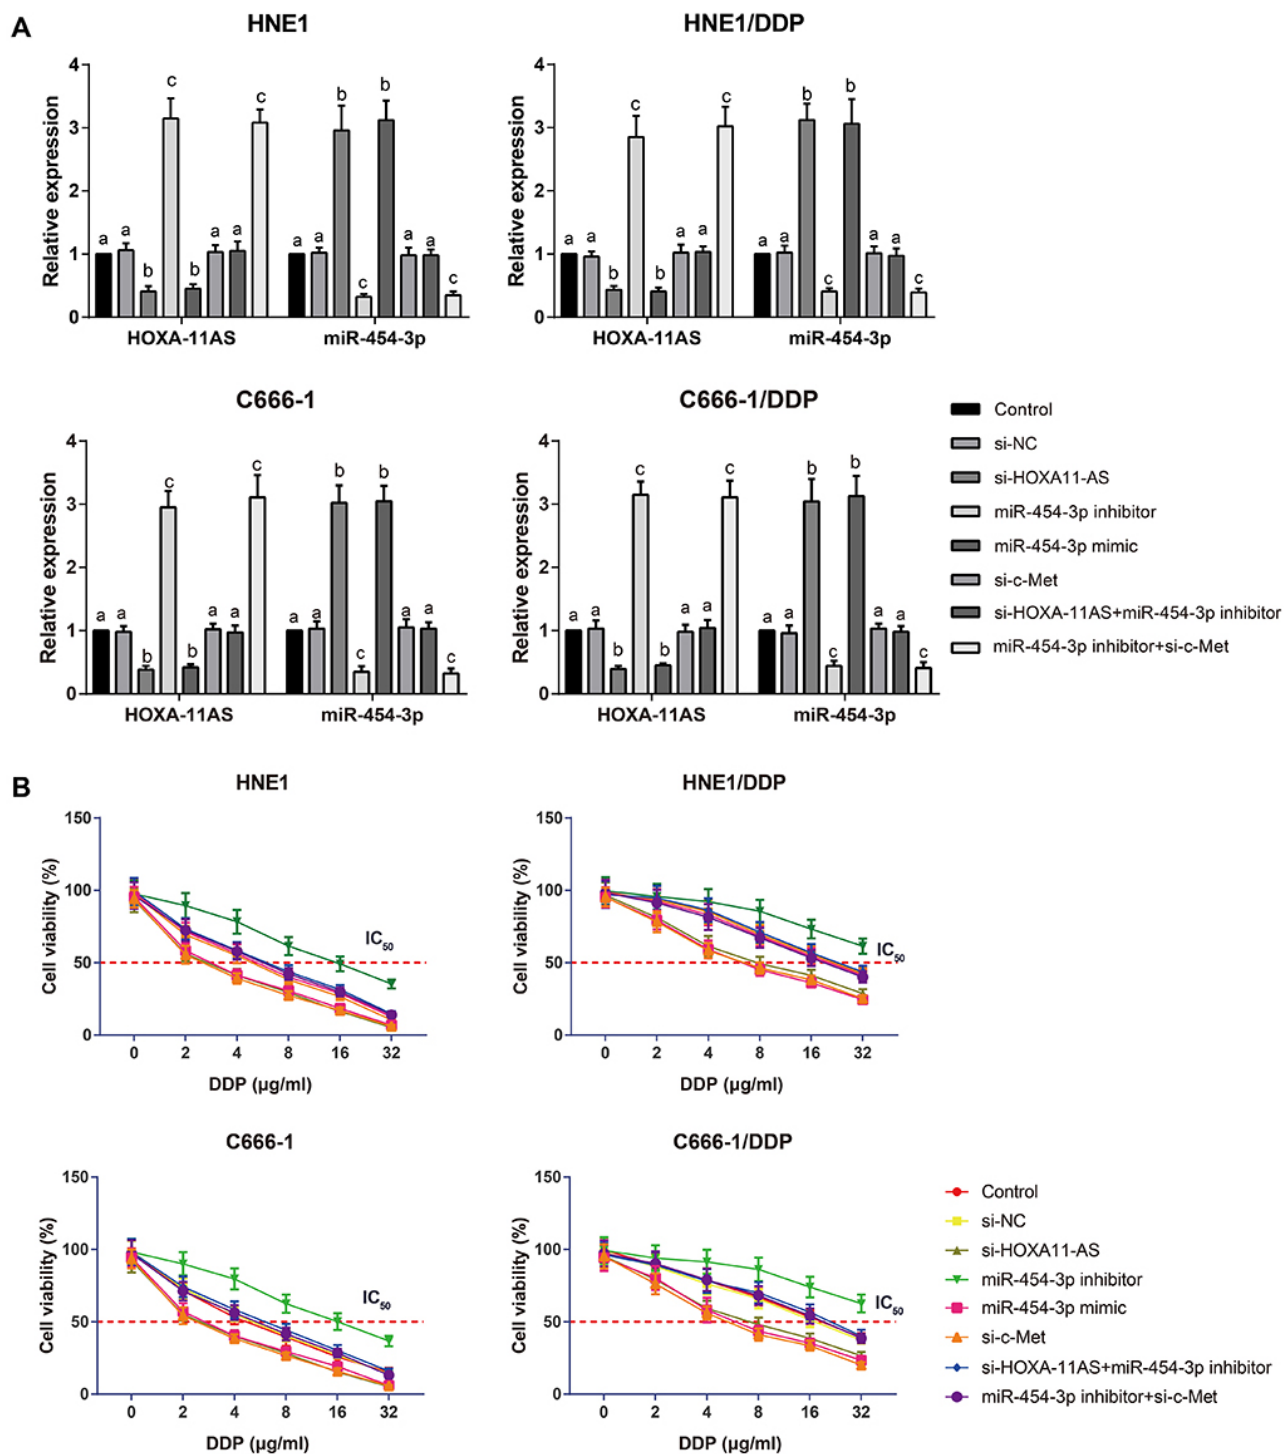 A
HNE1
HNE1/DDP
Relative expression
4
3
2
1
0
c c b b
a a b b a a a a a a c c
HOXA-11AS miR-454-3p
Relative expression
4
3
2
1
0
c c b b
a a b b a a a a a a c c
HOXA-11AS miR-454-3p
C666-1
C666-1/DDP
Relative expression
4
3
2
1
0
c c b b
a a b b a a a a a a c c
HOXA-11AS miR-454-3p
Relative expression
4
3
2
1
0
c c b b
a a b b a a a a a a c c
HOXA-11AS miR-454-3p
Control
si-NC
si-HOXA11-AS
miR-454-3p inhibitor
miR-454-3p mimic
si-c-Met
si-HOXA-11AS+miR-454-3p inhibitor
miR-454-3p inhibitor+si-c-Met
B
HNE1
HNE1/DDP
Cell viability (%)
150
100
50
0
IC50
0 2 4 8 16 32
DDP (μg/ml)
Cell viability (%)
150
100
50
0
IC50
0 2 4 8 16 32
DDP (μg/ml)
C666-1
C666-1/DDP
Cell viability (%)
150
100
50
0
IC50
0 2 4 8 16 32
DDP (μg/ml)
Cell viability (%)
150
100
50
0
IC50
0 2 4 8 16 32
DDP (μg/ml)
Control
si-NC
si-HOXA11-AS
miR-454-3p inhibitor
miR-454-3p mimic
si-c-Met
si-HOXA-11AS+miR-454-3p inhibitor
miR-454-3p inhibitor+si-c-Met